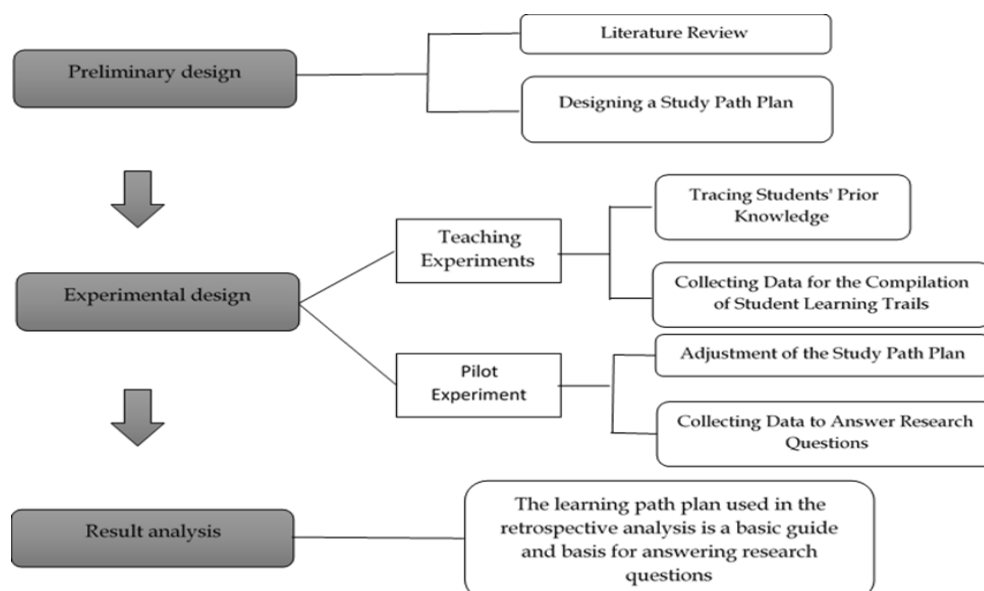 Literature Review
Preliminary design
Designing a Study Path Plan
Tracing Students' Prior
Knowledge
Teaching
Experiments
Collecting Data for the Compilation
of Student Learning Trails
Experimental design
Adjustment of the Study Path Plan
Pilot
Experiment
Collecting Data to Answer Research
Questions
Result analysis
The learning path plan used in the
retrospective analysis is a basic guide
and basis for answering research
questions